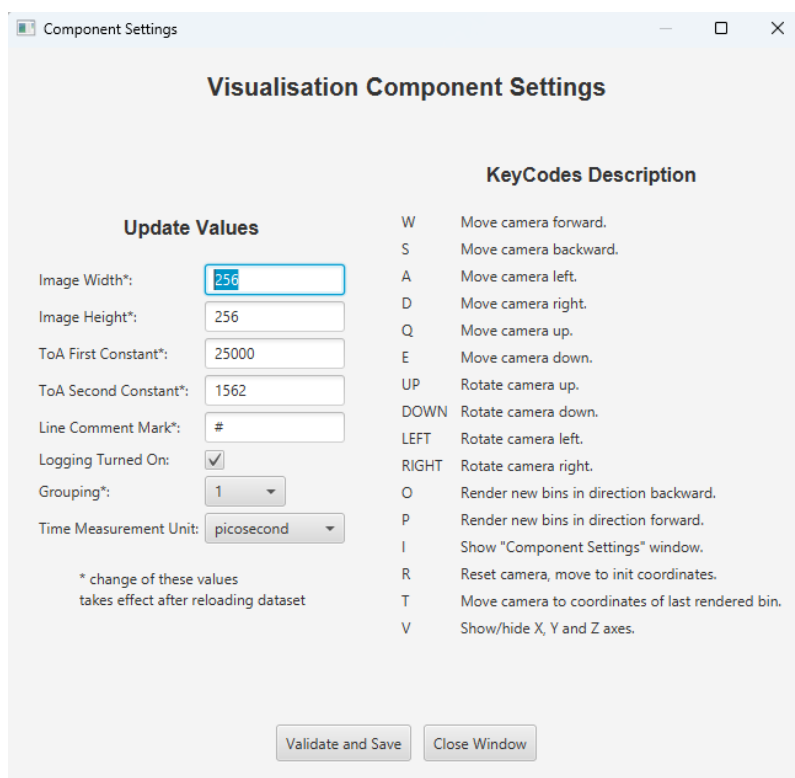 Component Settings
Visualisation Component Settings
Update Values
Image Width*: 256
Image Height*: 256
ToA First Constant*: 25000
ToA Second Constant*: 1562
Line Comment Mark*: #
Logging Turned On:
Grouping*: 1
Time Measurement Unit: picosecond
* change of these values
takes effect after reloading dataset
KeyCodes Description
W Move camera forward.
S Move camera backward.
A Move camera left.
D Move camera right.
Q Move camera up.
E Move camera down.
UP Rotate camera up.
DOWN Rotate camera down.
LEFT Rotate camera left.
RIGHT Rotate camera right.
O Render new bins in direction backward.
P Render new bins in direction forward.
I Show "Component Settings" window.
R Reset camera, move to init coordinates.
T Move camera to coordinates of last rendered bin.
V Show/hide X, Y and Z axes.
Validate and Save Close Window